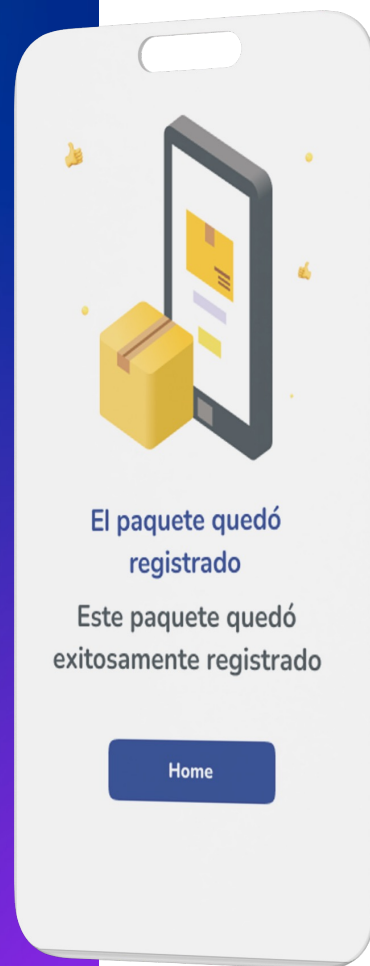 El paquete quedó
registrado
Este paquete quedó
exitosamente registrado
Home